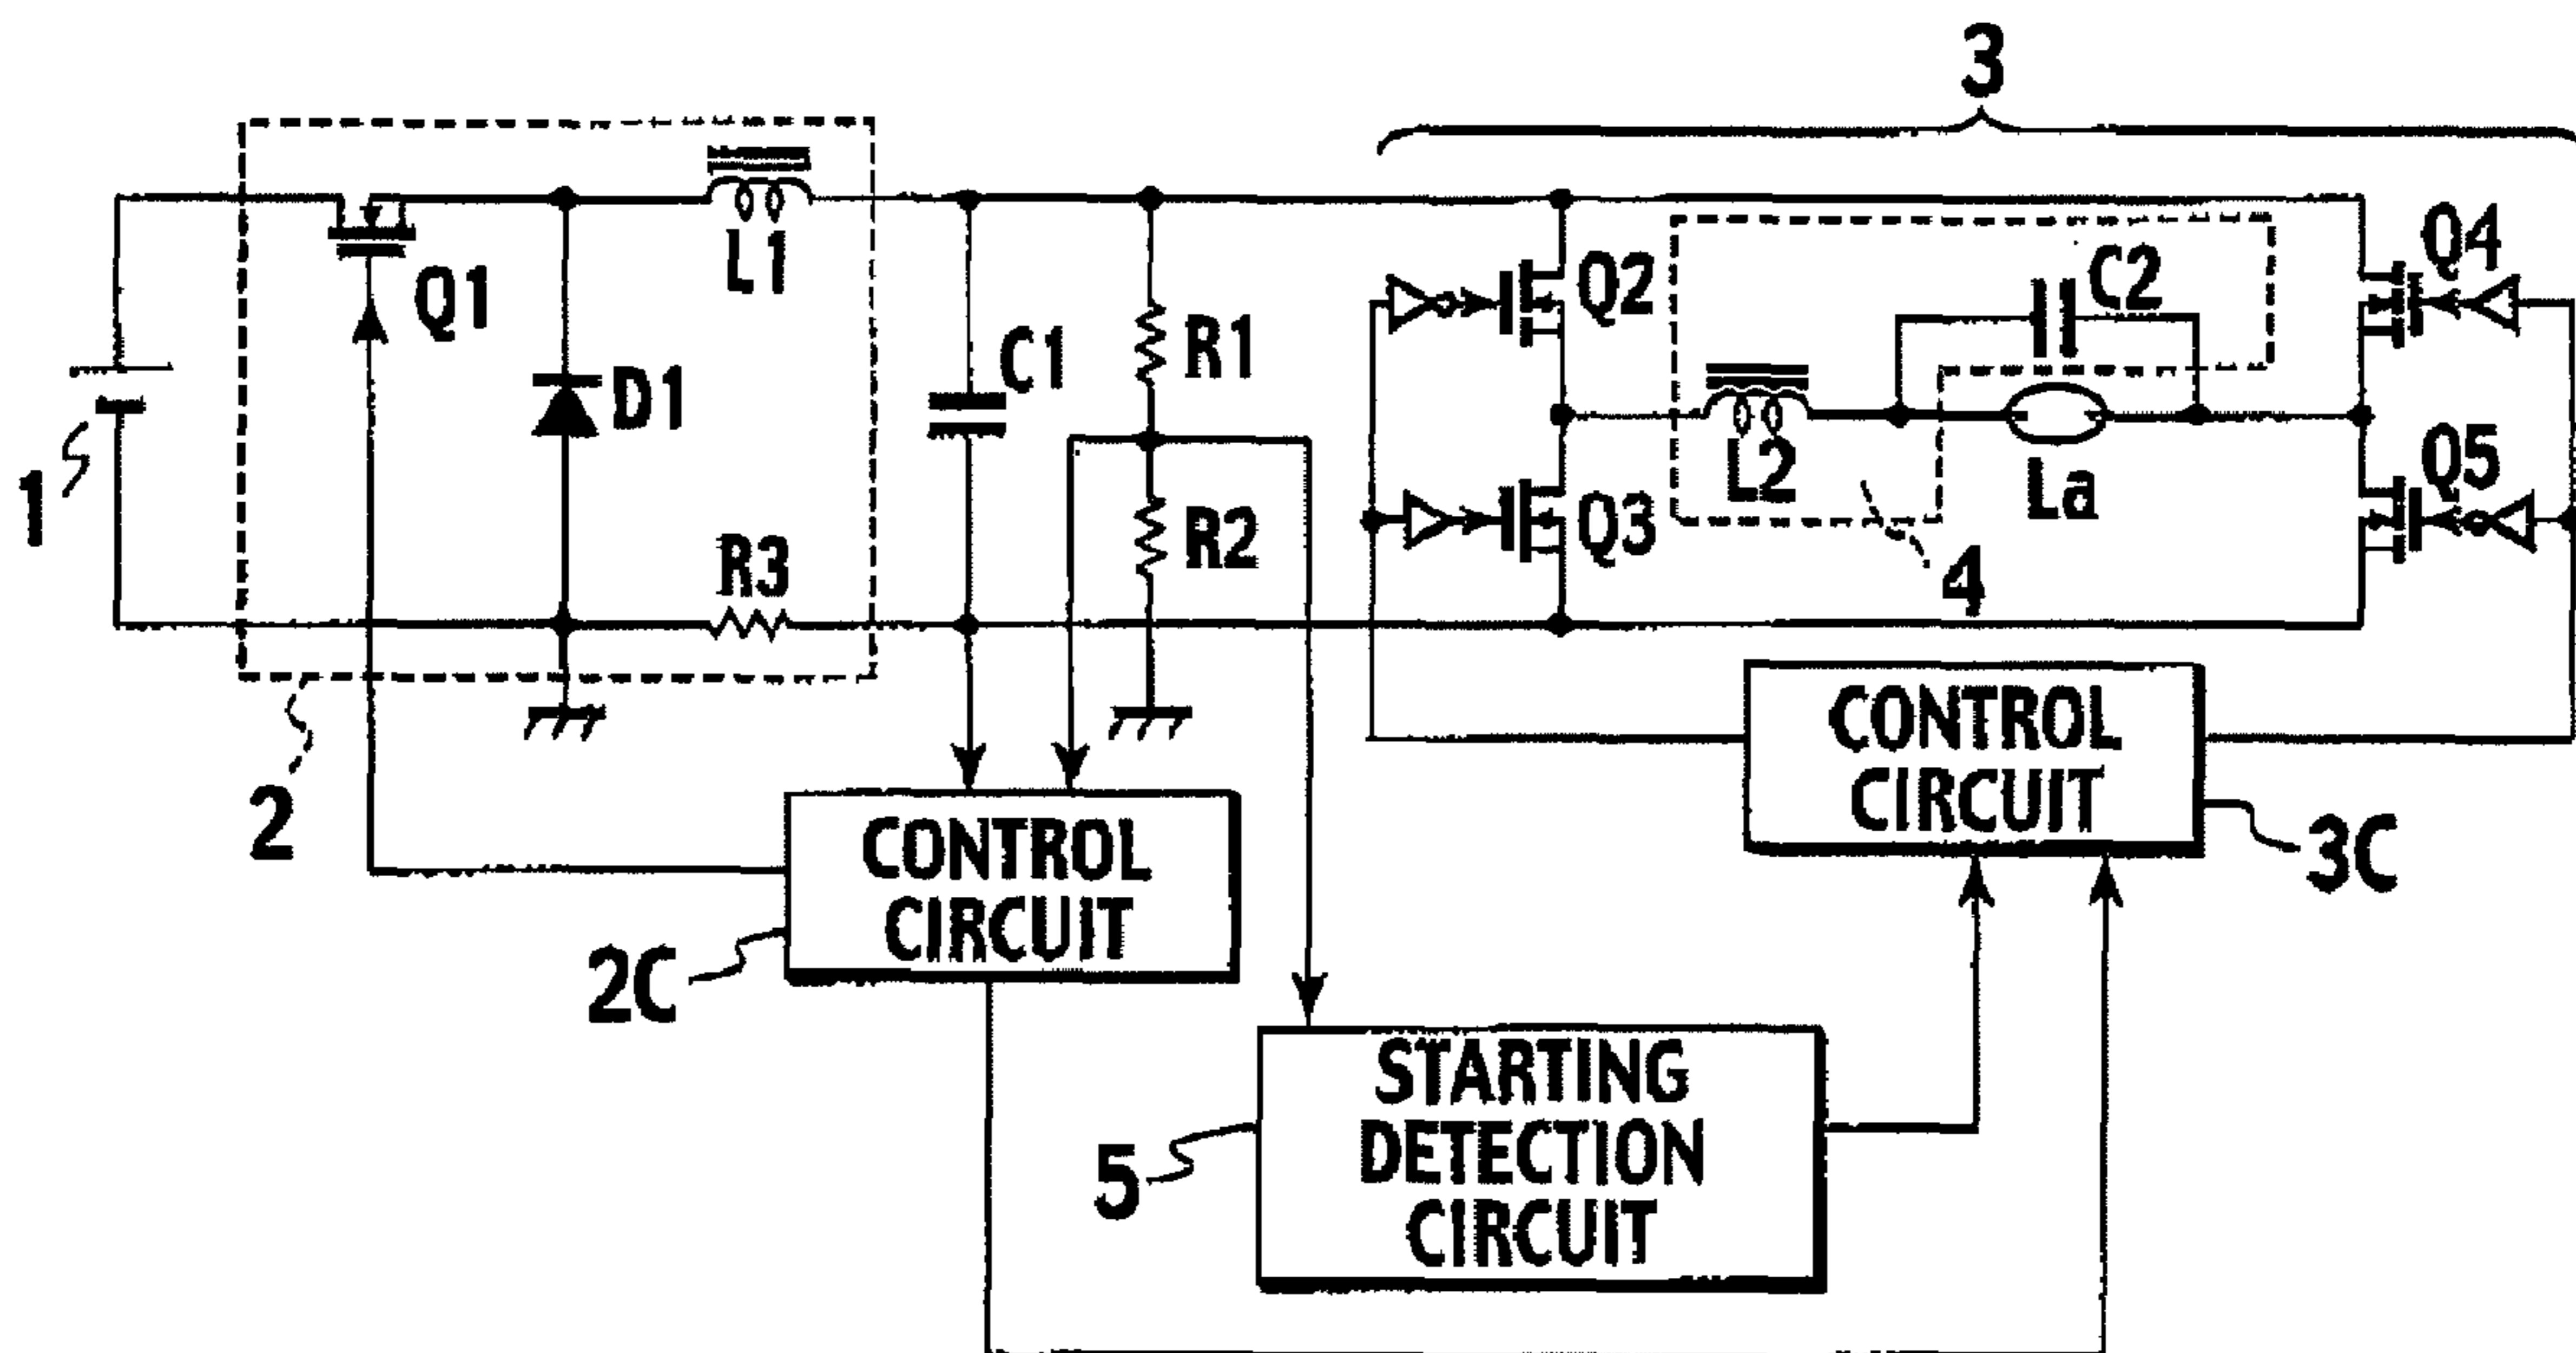 3
L1
Q1
D1
C1
R1
Q2
C2
Q4
1
L2
La
Q5
R2
Q3
R3
4
2
CONTROL
CIRCUIT
2C
CONTROL
CIRCUIT
3C
STARTING
DETECTION
CIRCUIT
5